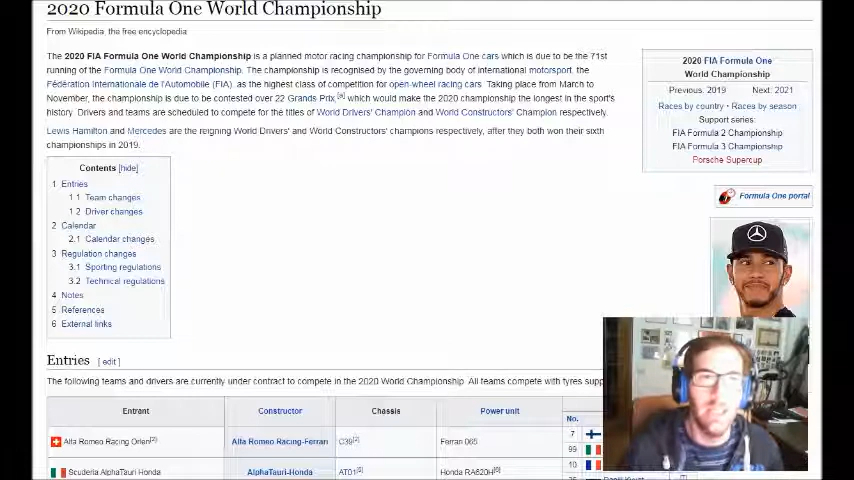 2020 Formula One World Championship
From Wikipedia, the free encyclopedia
The 2020 FIA Formula One World Championship is a planned motor racing championship for Formula One cars which is due to be the 71st
running of the Formula One World Championship. The championship is recognised by the governing body of international motorsport, the
Fédération Internationale de l'Automobile (FIA), as the highest class of competition for open-wheel racing cars. Taking place from March to
November, the championship is due to be contested over 22 Grands Prix,[a] which would make the 2020 championship the longest in the sport's
history. Drivers and teams are scheduled to compete for the titles of World Drivers' Champion and World Constructors' Champion respectively.
Lewis Hamilton and Mercedes are the reigning World Drivers' and World Constructors' champions respectively, after they both won their sixth
championships in 2019.
2020 FIA Formula One
World Championship
Previous: 2019 Next: 2021
Races by country • Races by season
Support series:
FIA Formula 2 Championship
FIA Formula 3 Championship
Porsche Supercup
Formula One portal
Contents [hide]
1 Entries
1.1 Team changes
1.2 Driver changes
2 Calendar
2.1 Calendar changes
3 Regulation changes
3.1 Sporting regulations
3.2 Technical regulations
4 Notes
5 References
6 External links
Entries [ edit ]
The following teams and drivers are currently under contract to compete in the 2020 World Championship. All teams compete with tyres
Entrant Constructor Chassis Power unit
No.
Alfa Romeo Racing Orlen[2] Alfa Romeo Racing-Ferrari C39[2] Ferrari 065
7
99
Scuderia AlphaTauri Honda AlphaTauri-Honda AT01[5] Honda RA620H[6]
10